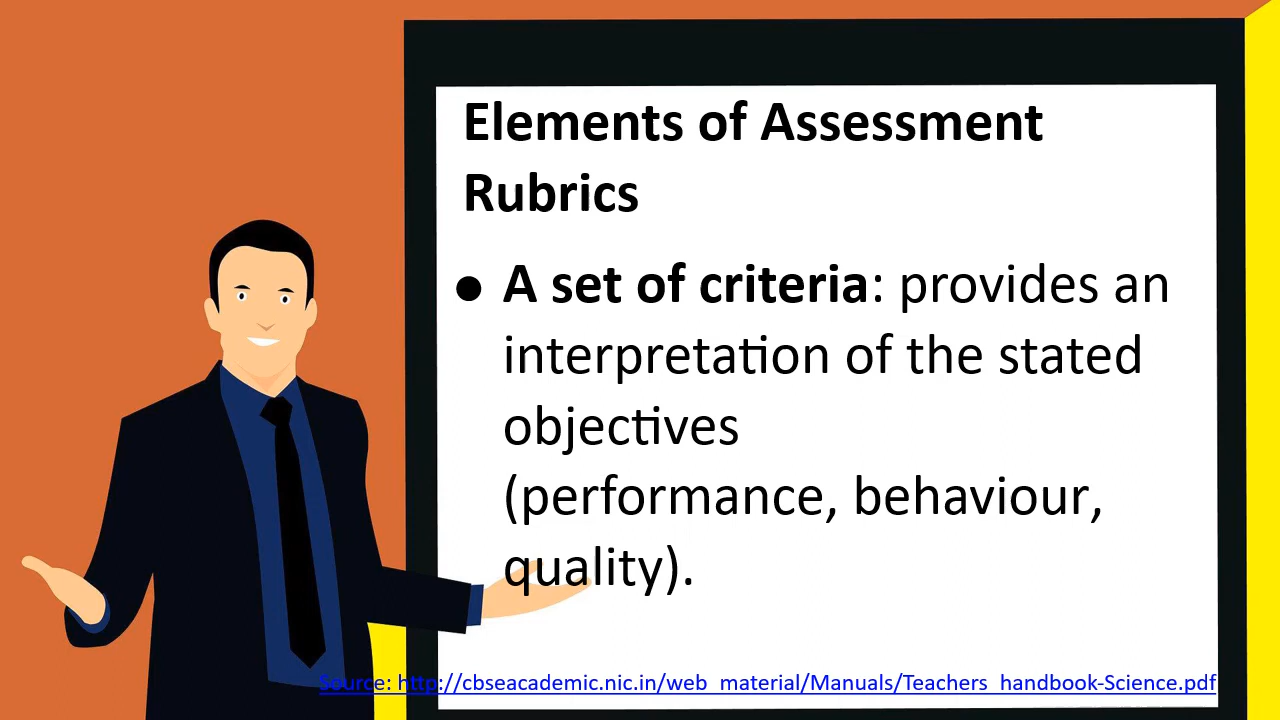 Elements of Assessment
Rubrics
● A set of criteria: provides an
interpretation of the stated
objectives
(performance, behaviour,
quality).
Source: http://cbseacademic.nic.in/web_material/Manuals/Teachers_handbook-Science.pdf